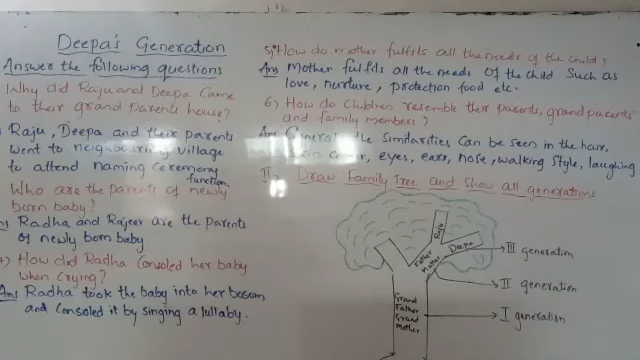 Deepa's Generation
Answer the following questions
Why did Raju and Deepa Came
to their grand parents house?
Raju, Deepa and their parents
went to neighbouring village
to attend naming ceremony
function.
Who are the parents of newly
born baby?
Radha and Rajeev are the parents
of newly born baby
How did Radha Consoled her baby
when crying?
Ans Radha took the baby into her bosom
and consoled it by singing a lullaby.
5) How do mother fulfils all the needs of the child?
Ans Mother fulfils all the needs of the child such as
love, nurture, protection food etc.
6) How do children resemble their parents, grand parents
and family members?
Ans the similarities can be seen in the hair,
eyes, ears, nose, walking style, laughing
II Draw Family Tree and show all generations
Raju
Deepa
Father
Mother
Grand
Father
Grand
Mother
III generation
II generation
I generation